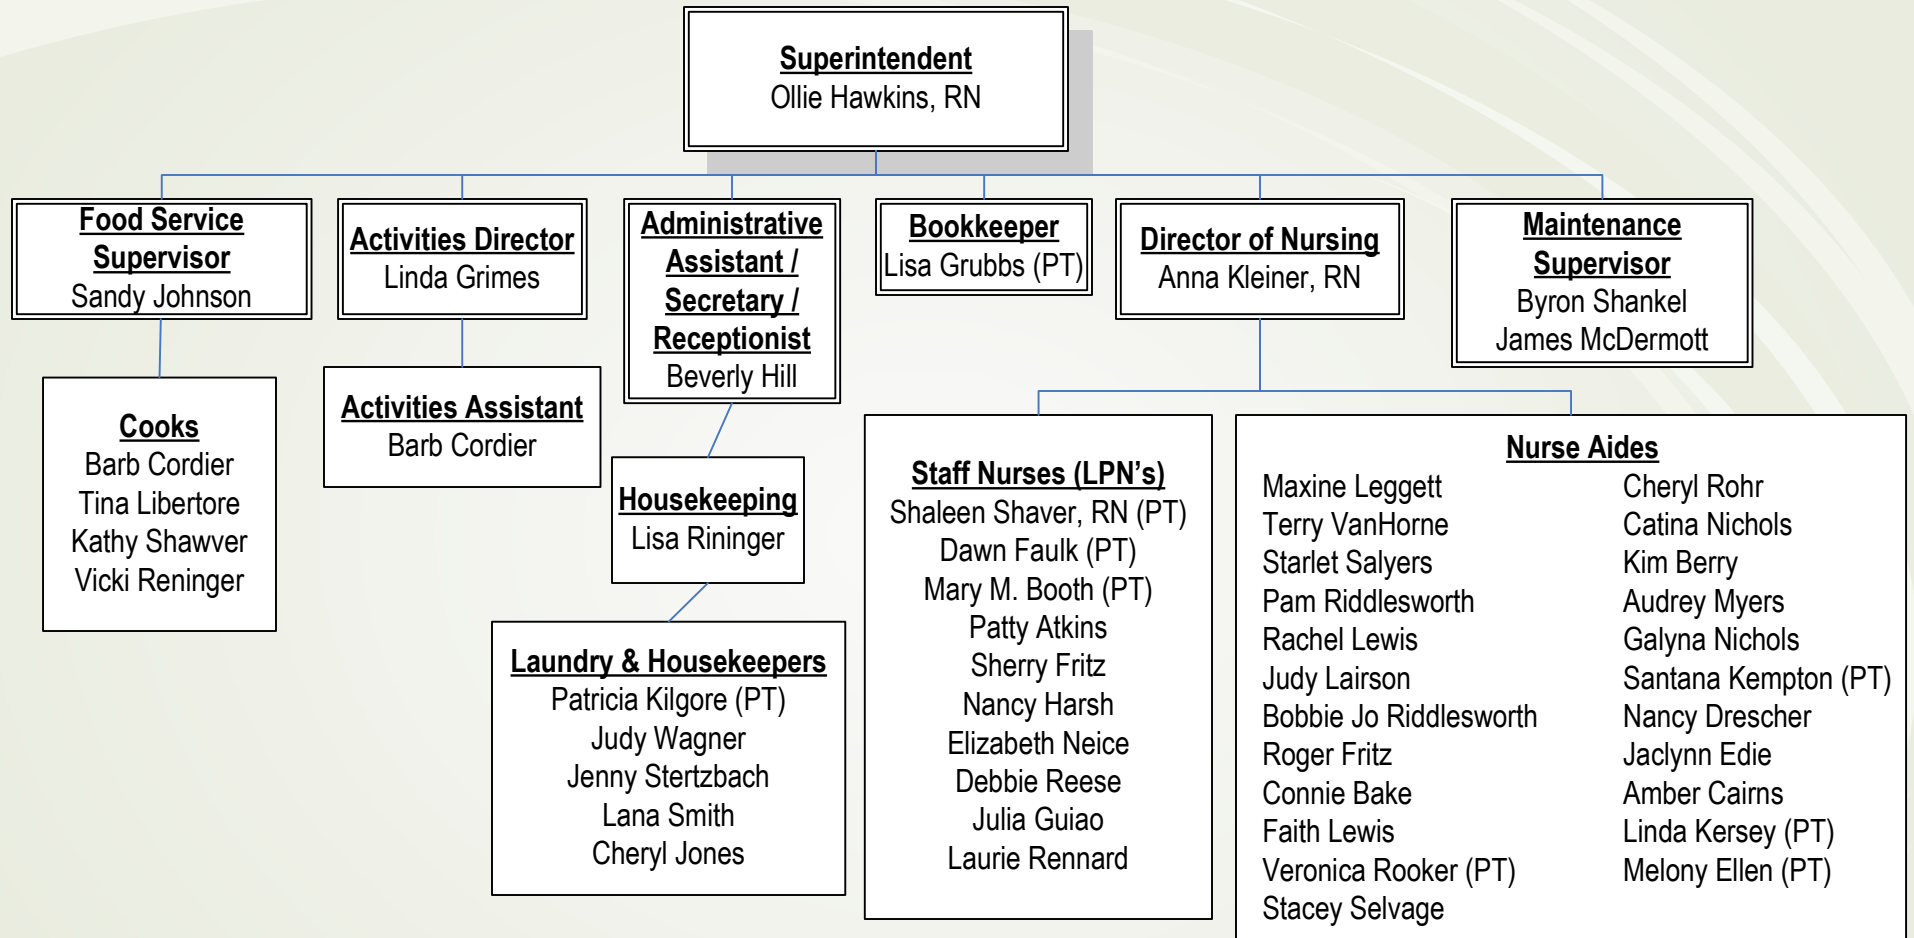 Superintendent
Ollie Hawkins, RN
Food Service
Supervisor
Sandy Johnson
Activities Director
Linda Grimes
Administrative
Assistant /
Secretary /
Receptionist
Beverly Hill
Bookkeeper
Lisa Grubbs (PT)
Director of Nursing
Anna Kleiner, RN
Maintenance
Supervisor
Byron Shankel
James McDermott
Cooks
Barb Cordier
Tina Libertore
Kathy Shawver
Vicki Reninger
Activities Assistant
Barb Cordier
Housekeeping
Lisa Rininger
Laundry & Housekeepers
Patricia Kilgore (PT)
Judy Wagner
Jenny Stertzbach
Lana Smith
Cheryl Jones
Staff Nurses (LPN’s)
Shaleen Shaver, RN (PT)
Dawn Faulk (PT)
Mary M. Booth (PT)
Patty Atkins
Sherry Fritz
Nancy Harsh
Elizabeth Neice
Debbie Reese
Julia Guiao
Laurie Rennard
Nurse Aides
Maxine Leggett
Terry VanHorne
Starlet Salyers
Pam Riddlesworth
Rachel Lewis
Judy Lairson
Bobbie Jo Riddlesworth
Roger Fritz
Connie Bake
Faith Lewis
Veronica Rooker (PT)
Stacey Selvage
Cheryl Rohr
Catina Nichols
Kim Berry
Audrey Myers
Galyna Nichols
Santana Kempton (PT)
Nancy Drescher
Jaclynn Edie
Amber Cairns
Linda Kersey (PT)
Melony Ellen (PT)